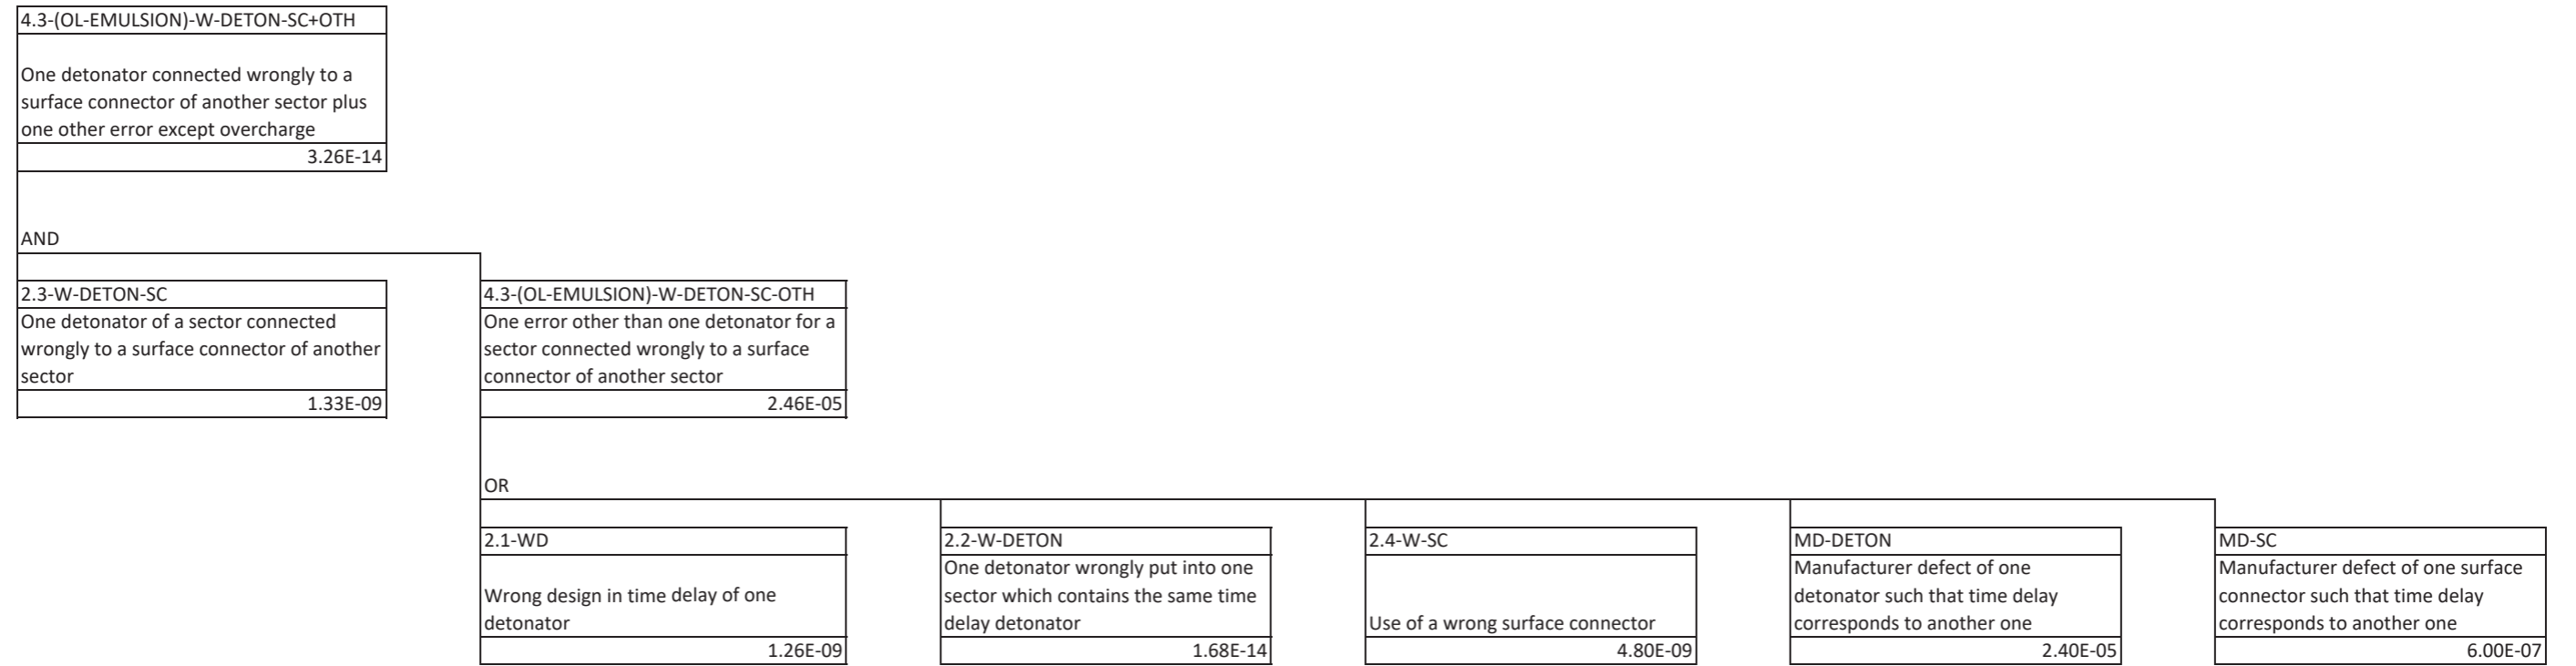 4.3-(OL-EMULSION)-W-DETON-SC+OTH
One detonator connected wrongly to a
surface connector of another sector plus
one other error except overcharge
3.26E-14
AND
2.3-W-DETON-SC
One detonator of a sector connected
wrongly to a surface connector of another
sector
1.33E-09
4.3-(OL-EMULSION)-W-DETON-SC-OTH
One error other than one detonator for a
sector connected wrongly to a surface
connector of another sector
2.46E-05
OR
2.1-WD
Wrong design in time delay of one
detonator
1.26E-09
2.2-W-DETON
One detonator wrongly put into one
sector which contains the same time
delay detonator
1.68E-14
2.4-W-SC
Use of a wrong surface connector
4.80E-09
MD-DETON
Manufacturer defect of one
detonator such that time delay
corresponds to another one
2.40E-05
MD-SC
Manufacturer defect of one surface
connector such that time delay
corresponds to another one
6.00E-07